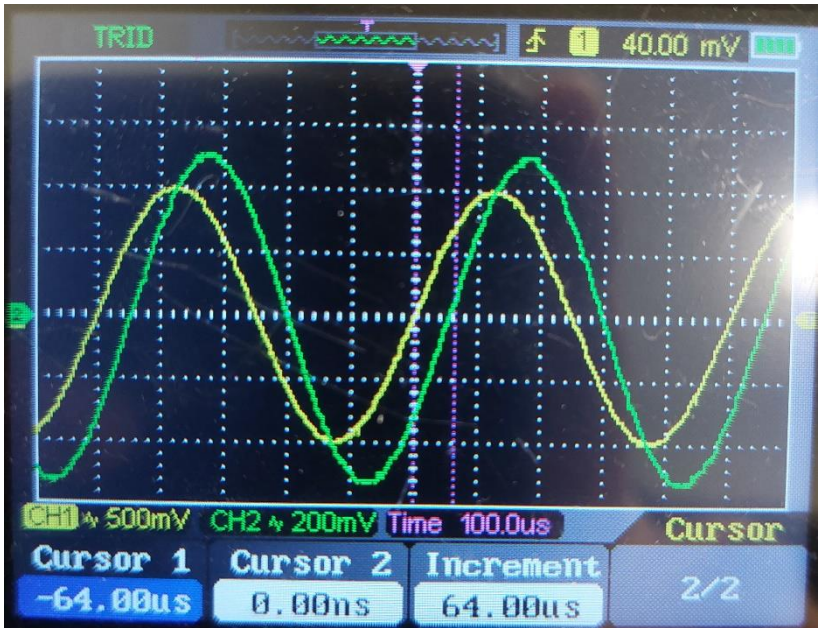 TRID T 1 40.00 mV
2
CH1 500mV CH2 200mV Time 100.0us Cursor
Cursor 1 Cursor 2 Increment 2/2
-64.00us 0.00ns 64.00us